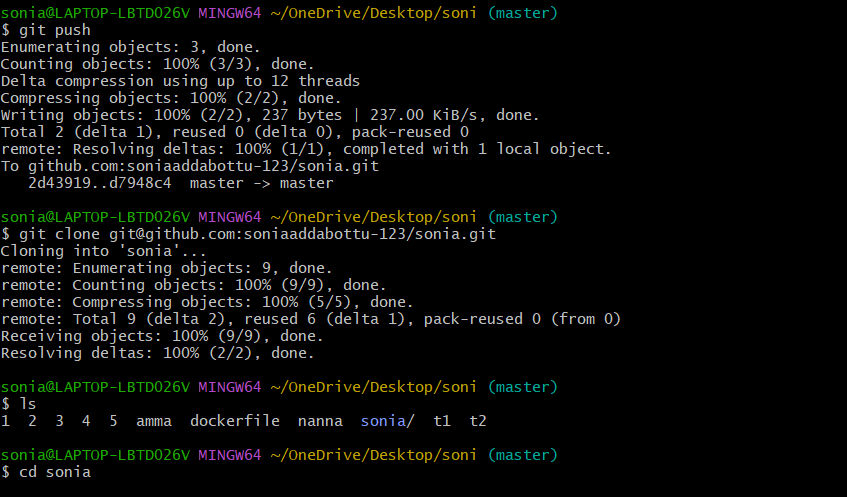 sonia@LAPTOP-LBTDO26V MINGW64 ~/OneDrive/Desktop/soni (master)
$ git push
Enumerating objects: 3, done.
Counting objects: 100% (3/3), done.
Delta compression using up to 12 threads
Compressing objects: 100% (2/2), done.
Writing objects: 100% (2/2), 237 bytes | 237.00 KiB/s, done.
Total 2 (delta 1), reused 0 (delta 0), pack-reused 0
remote: Resolving deltas: 100% (1/1), completed with 1 local object.
To github.com:soniaaddabottu-123/sonia.git
   2d43919..d7948c4  master -> master

sonia@LAPTOP-LBTDO26V MINGW64 ~/OneDrive/Desktop/soni (master)
$ git clone git@github.com:soniaaddabottu-123/sonia.git
Cloning into 'sonia'...
remote: Enumerating objects: 9, done.
remote: Counting objects: 100% (9/9), done.
remote: Compressing objects: 100% (5/5), done.
remote: Total 9 (delta 2), reused 6 (delta 1), pack-reused 0 (from 0)
Receiving objects: 100% (9/9), done.
Resolving deltas: 100% (2/2), done.

sonia@LAPTOP-LBTDO26V MINGW64 ~/OneDrive/Desktop/soni (master)
$ ls
1  2  3  4  5  amma  dockerfile  nanna  sonia/  t1  t2

sonia@LAPTOP-LBTDO26V MINGW64 ~/OneDrive/Desktop/soni (master)
$ cd sonia